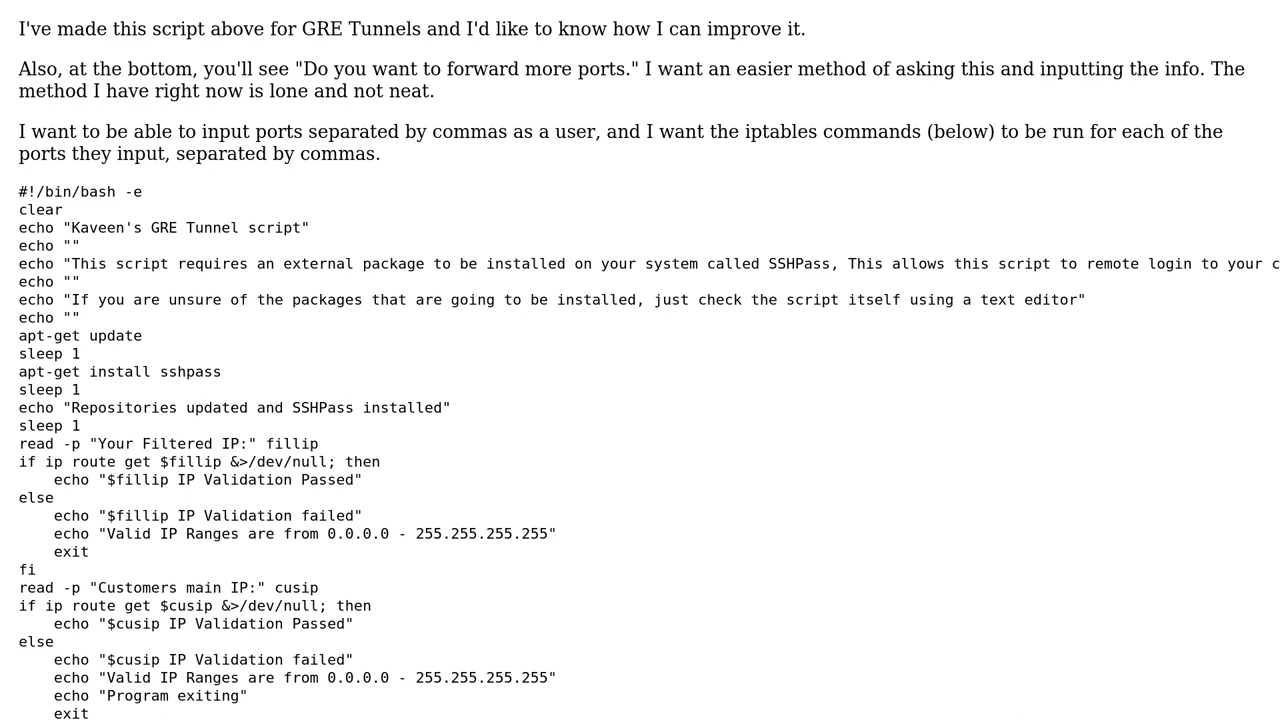 I've made this script above for GRE Tunnels and I'd like to know how I can improve it.
Also, at the bottom, you'll see "Do you want to forward more ports." I want an easier method of asking this and inputting the info. The
method I have right now is lone and not neat.
I want to be able to input ports separated by commas as a user, and I want the iptables commands (below) to be run for each of the
ports they input, separated by commas.
#!/bin/bash -e
clear
echo "Kaveen's GRE Tunnel script"
echo ""
echo "This script requires an external package to be installed on your system called SSHPass, This allows this script to remote login to your c
echo ""
echo "If you are unsure of the packages that are going to be installed, just check the script itself using a text editor"
echo ""
apt-get update
sleep 1
apt-get install sshpass
sleep 1
echo "Repositories updated and SSHPass installed"
sleep 1
read -p "Your Filtered IP:" fillip
if ip route get $fillip &>/dev/null; then
    echo "$fillip IP Validation Passed"
else
    echo "$fillip IP Validation failed"
    echo "Valid IP Ranges are from 0.0.0.0 - 255.255.255.255"
    exit
fi
read -p "Customers main IP:" cusip
if ip route get $cusip &>/dev/null; then
    echo "$cusip IP Validation Passed"
else
    echo "$cusip IP Validation failed"
    echo "Valid IP Ranges are from 0.0.0.0 - 255.255.255.255"
    echo "Program exiting"
    exit